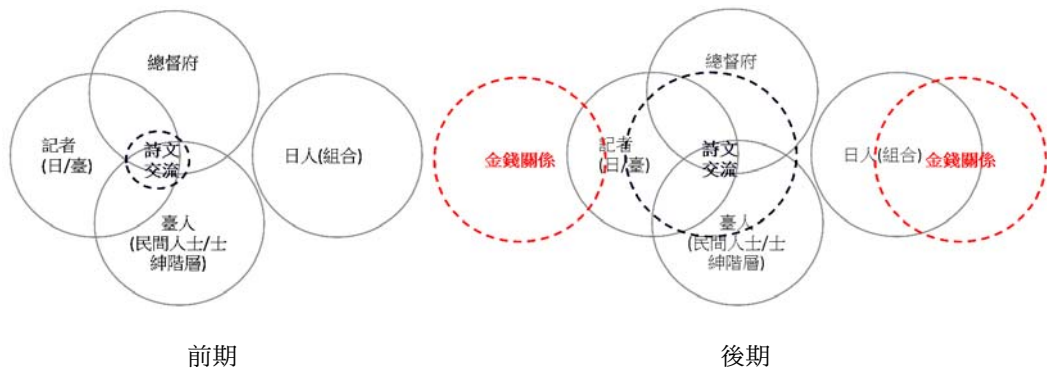 總督府
記者
(日/臺)
詩文
交流
日人(組合)
臺人
(民間人士/士
紳階層)
前期
總督府
金錢關係
記者
(日/臺)
詩文
交流
日人(組合)
金錢關係
臺人
(民間人士/士
紳階層)
後期